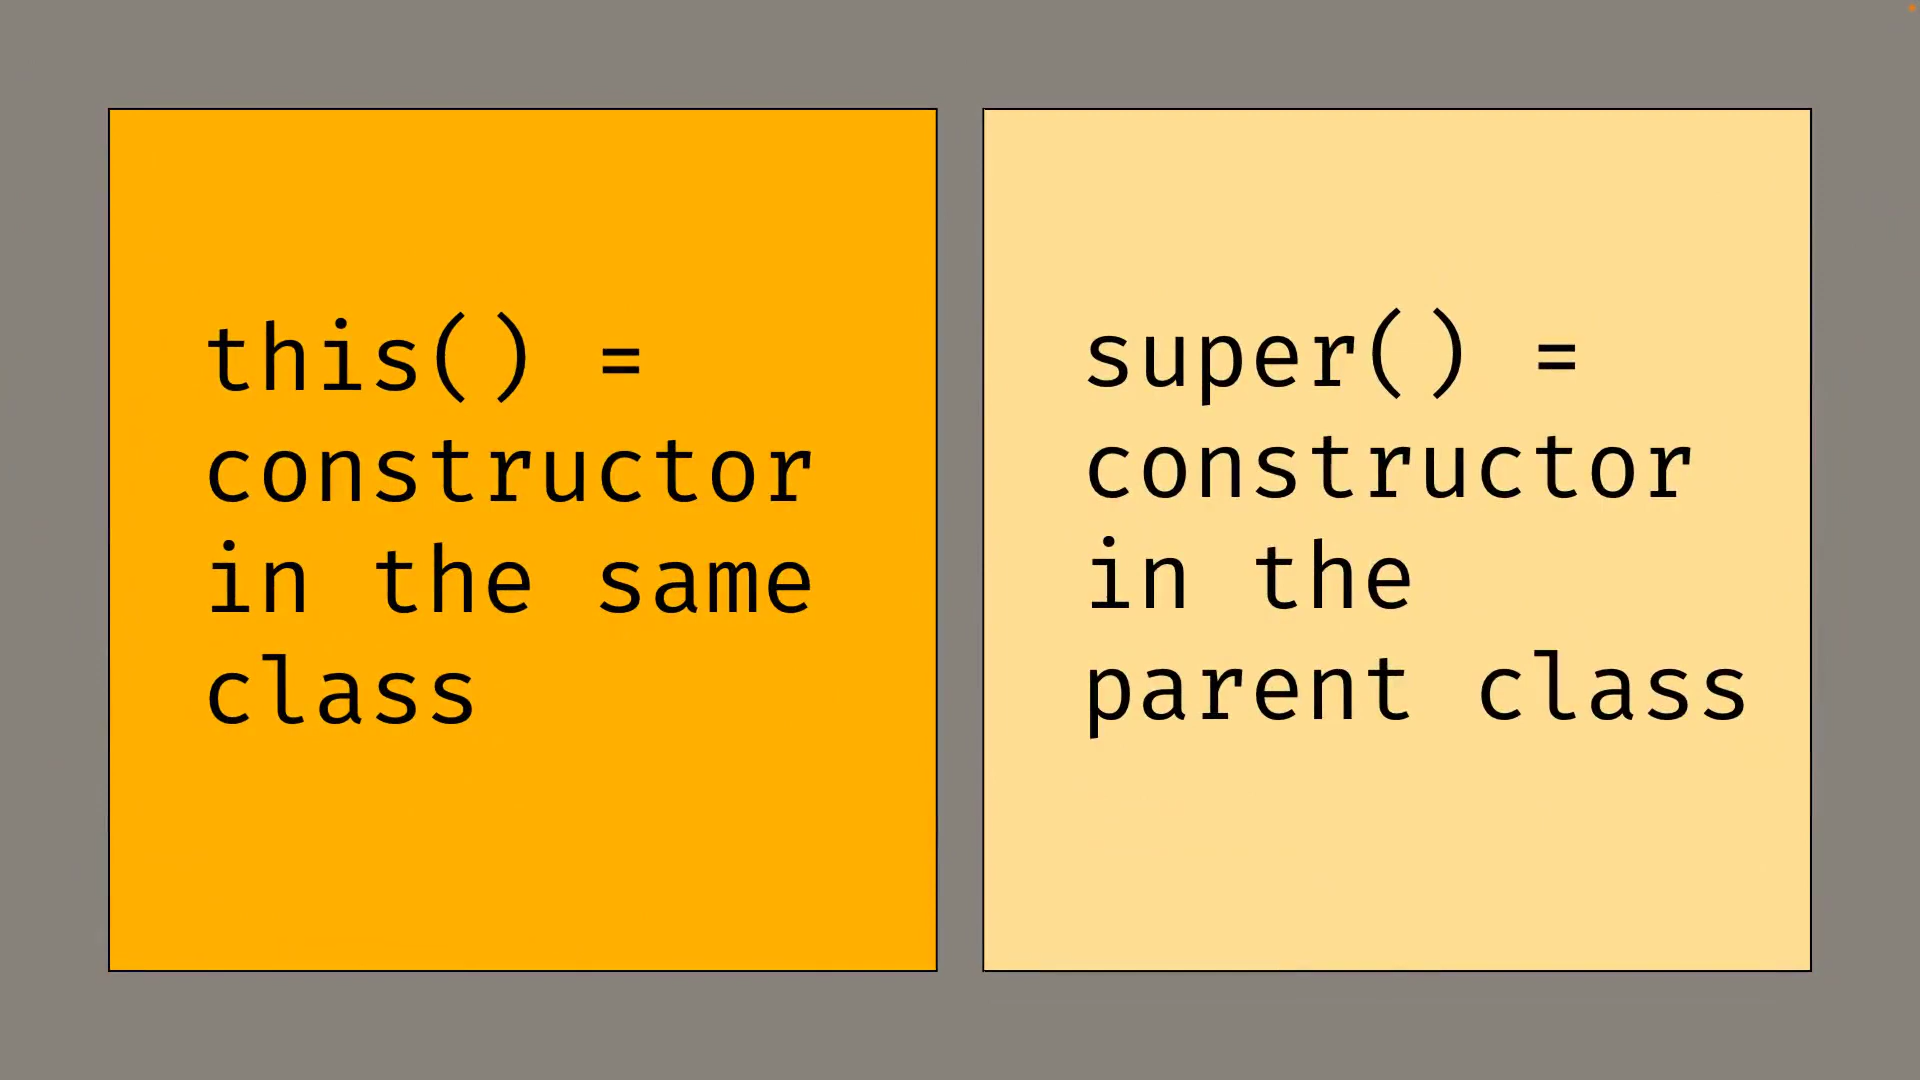 this() =
constructor
in the same
class
super() =
constructor
in the
parent class